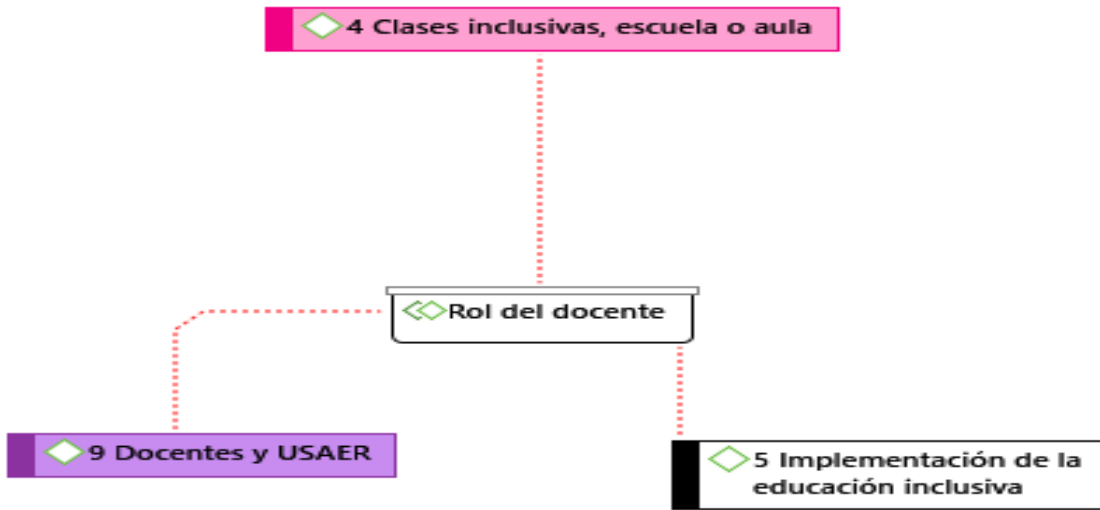 4 Clases inclusivas, escuela o aula
Rol del docente
9 Docentes y USAER
5 Implementación de la
educación inclusiva